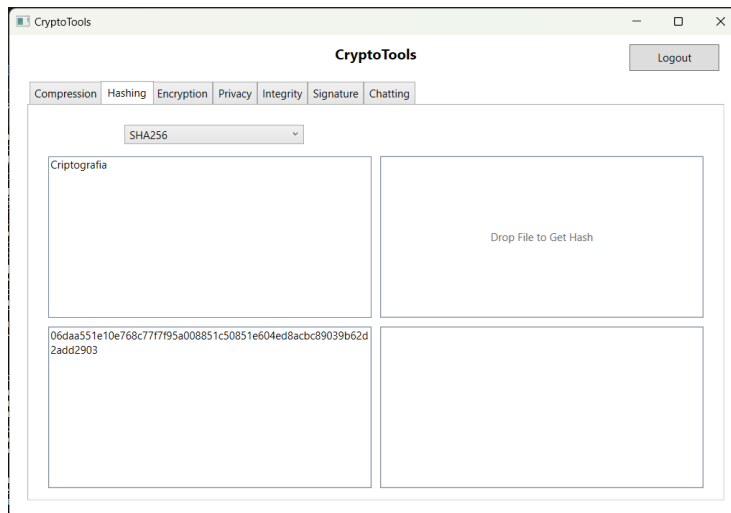 CryptoTools
CryptoTools
Logout
Compression Hashing Encryption Privacy Integrity Signature Chatting
SHA256
Criptografia
Drop File to Get Hash
06daa551e10e768c77f7f95a008851c50851e604ed8acbc89039b62d
2add2903